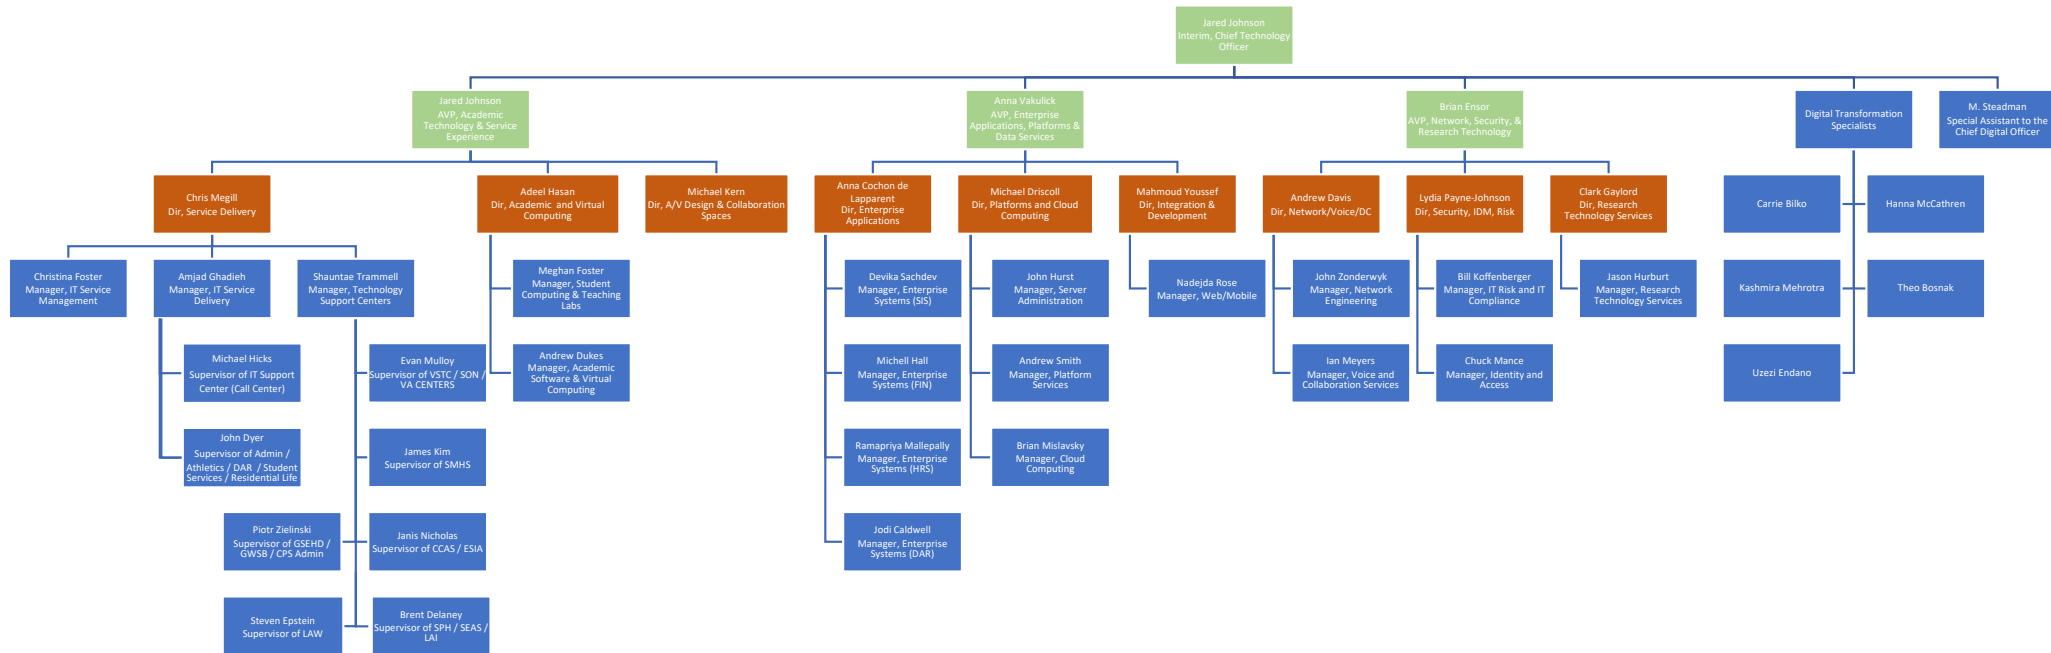 Jared Johnson
Interim, Chief Technology
Officer
Jared Johnson
AVP, Academic
Technology & Service
Experience
Anna Vakulick
AVP, Enterprise
Applications, Platforms &
Data Services
Brian Ensor
AVP, Network, Security, &
Research Technology
Digital Transformation
Specialists
M. Steadman
Special Assistant to the
Chief Digital Officer
Chris Megill
Dir, Service Delivery
Adeel Hasan
Dir, Academic and Virtual
Computing
Michael Kern
Dir, A/V Design & Collaboration
Spaces
Anna Cochon de
Lapparent
Dir, Enterprise
Applications
Michael Driscoll
Dir, Platforms and Cloud
Computing
Mahmoud Youssef
Dir, Integration &
Development
Andrew Davis
Dir, Network/Voice/DC
Lydia Payne-Johnson
Dir, Security, IDM, Risk
Clark Gaylord
Dir, Research
Technology Services
Carrie Bilko
Hanna McCathren
Christina Foster
Manager, IT Service
Management
Amjad Ghadieh
Manager, IT Service
Delivery
Shauntae Trammell
Manager, Technology
Support Centers
Meghan Foster
Manager, Student
Computing & Teaching
Labs
Devika Sachdev
Manager, Enterprise
Systems (SIS)
John Hurst
Manager, Server
Administration
Nadejda Rose
Manager, Web/Mobile
John Zonderwyk
Manager, Network
Engineering
Bill Koffenberger
Manager, IT Risk and IT
Compliance
Jason Hurburt
Manager, Research
Technology Services
Kashmira Mehrotra
Theo Bosnak
Michael Hicks
Supervisor of IT Support
Center (Call Center)
Evan Mulloy
Supervisor of VSTC / SON /
VA CENTERS
Andrew Dukes
Manager, Academic
Software & Virtual
Computing
Michell Hall
Manager, Enterprise
Systems (FIN)
Andrew Smith
Manager, Platform
Services
Ian Meyers
Manager, Voice and
Collaboration Services
Chuck Mance
Manager, Identity and
Access
Uzezi Endano
John Dyer
Supervisor of Admin /
Athletics / DAR / Student
Services / Residential Life
James Kim
Supervisor of SMHS
Ramapriya Mallepally
Manager, Enterprise
Systems (HRS)
Brian Mislavsky
Manager, Cloud
Computing
Piotr Zielinski
Supervisor of GSEHD /
GWSB / CPS Admin
Janis Nicholas
Supervisor of CCAS / ESIA
Jodi Caldwell
Manager, Enterprise
Systems (DAR)
Steven Epstein
Supervisor of LAW
Brent Delaney
Supervisor of SPH / SEAS /
LAI